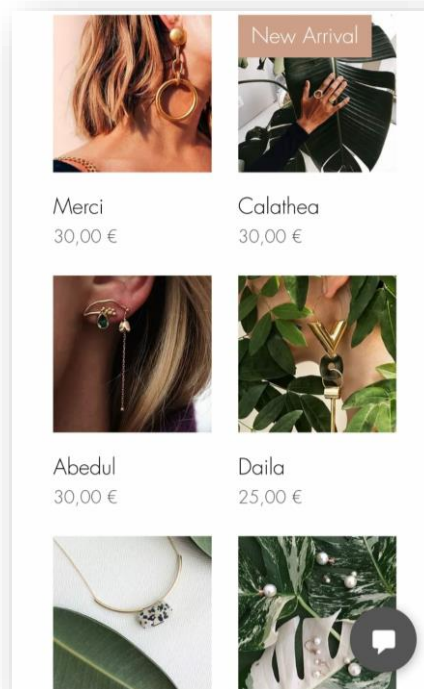 New Arrival
Merci
30,00 €
Calathea
30,00 €
Abedul
30,00 €
Daila
25,00 €